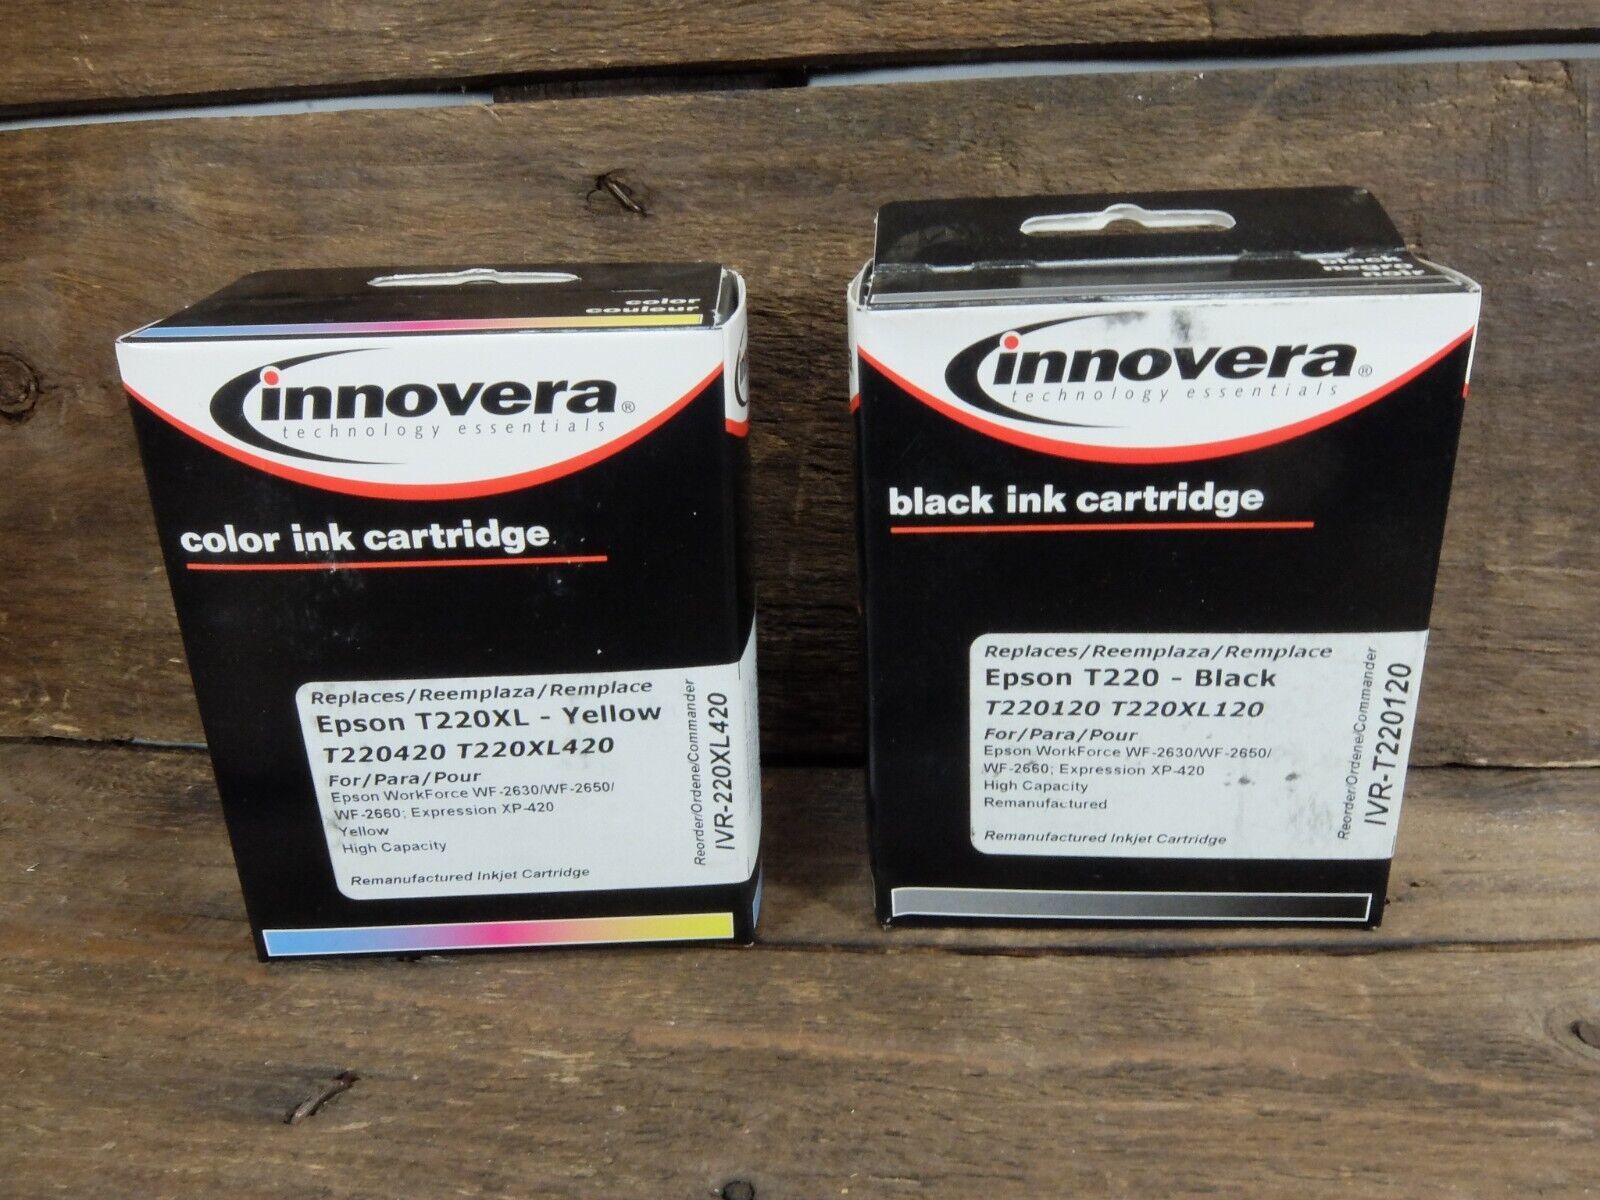 color
couleur
innovera®
technology essentials
color ink cartridge
Replaces/Reemplaza/Remplace
Epson T220XL - Yellow
T220420 T220XL420
For/Para/Pour
Epson WorkForce WF-2630/WF-2650/
WF-2660; Expression XP-420
Yellow
High Capacity
Remanufactured Inkjet Cartridge
Reorder/Ordene/Commander
IVR-220XL420
black
negro
noir
innovera®
technology essentials
black ink cartridge
Replaces/Reemplaza/Remplace
Epson T220 - Black
T220120 T220XL120
For/Para/Pour
Epson WorkForce WF-2630/WF-2650/
WF-2660; Expression XP-420
High Capacity
Remanufactured
Remanufactured Inkjet Cartridge
Reorder/Ordene/Commander
IVR-T220120